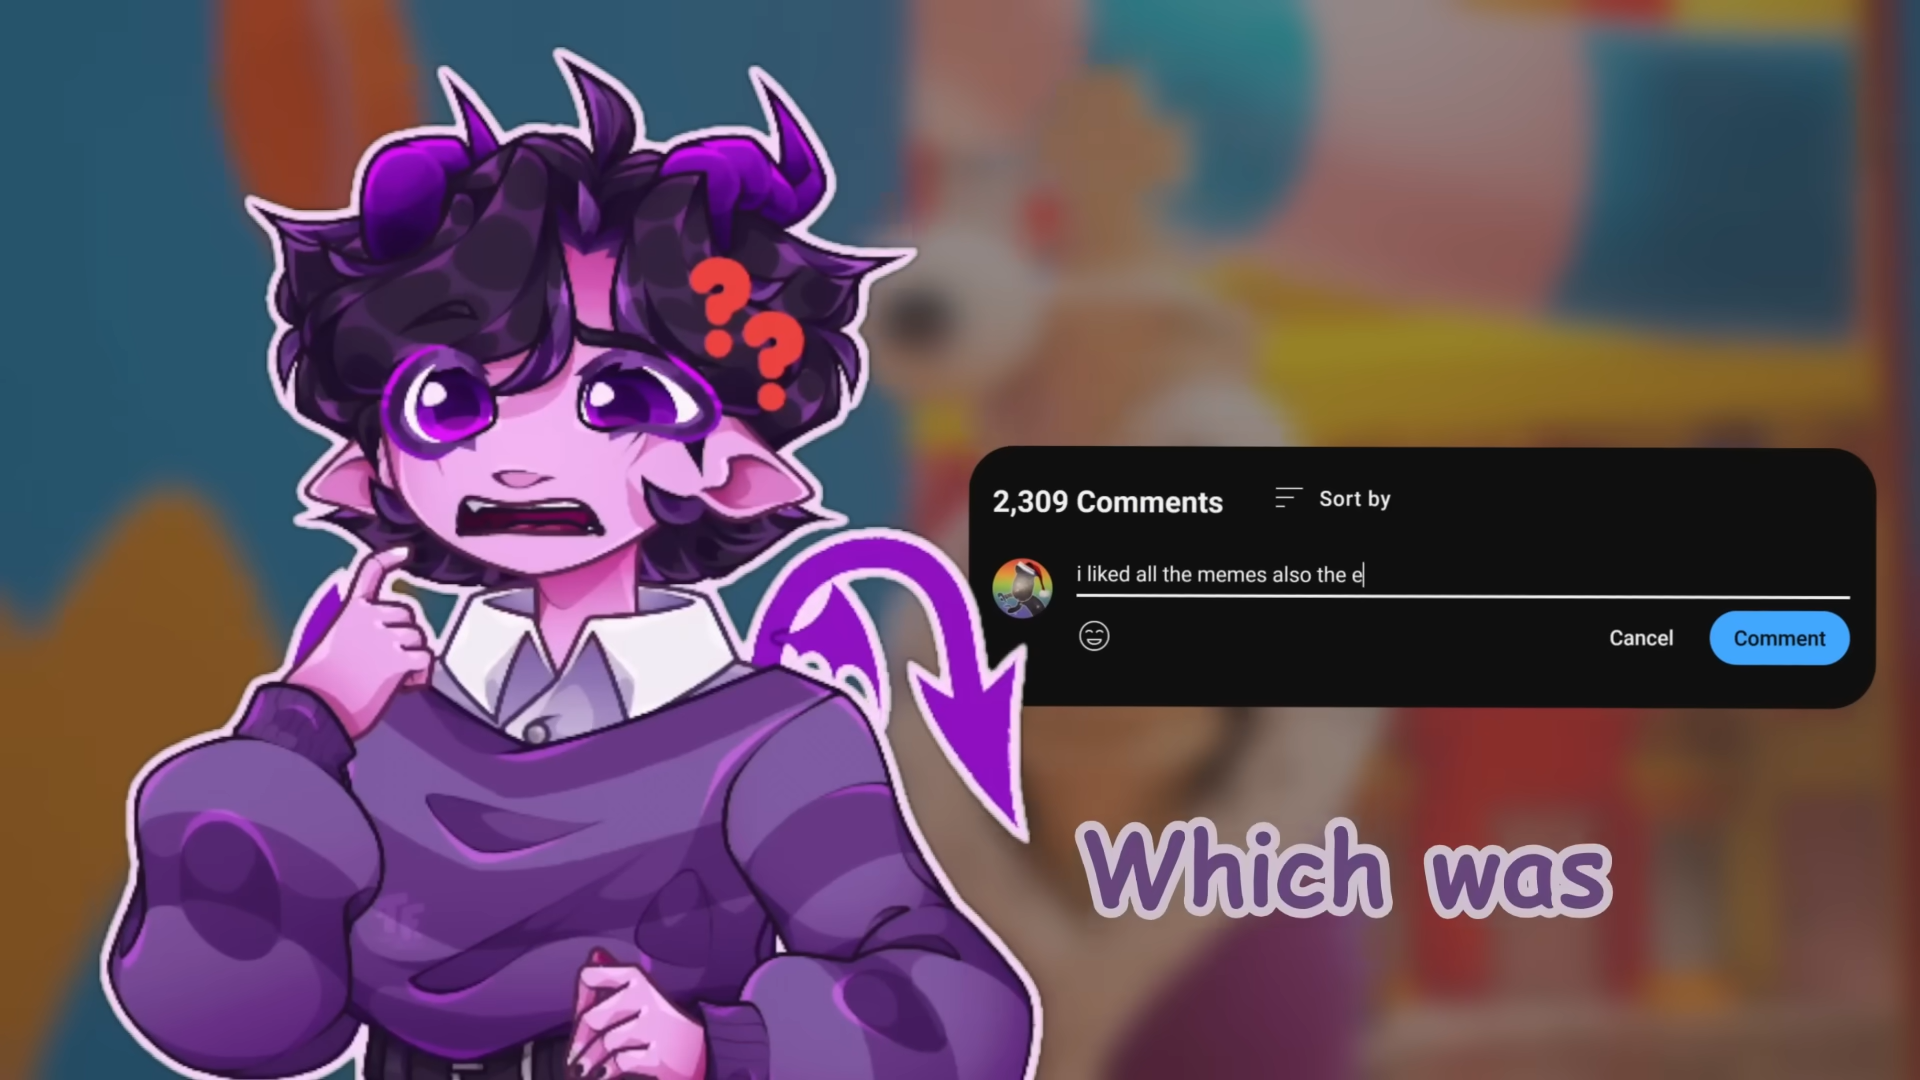 2,309 Comments
Sort by
i liked all the memes also the e
Cancel
Comment
Which was